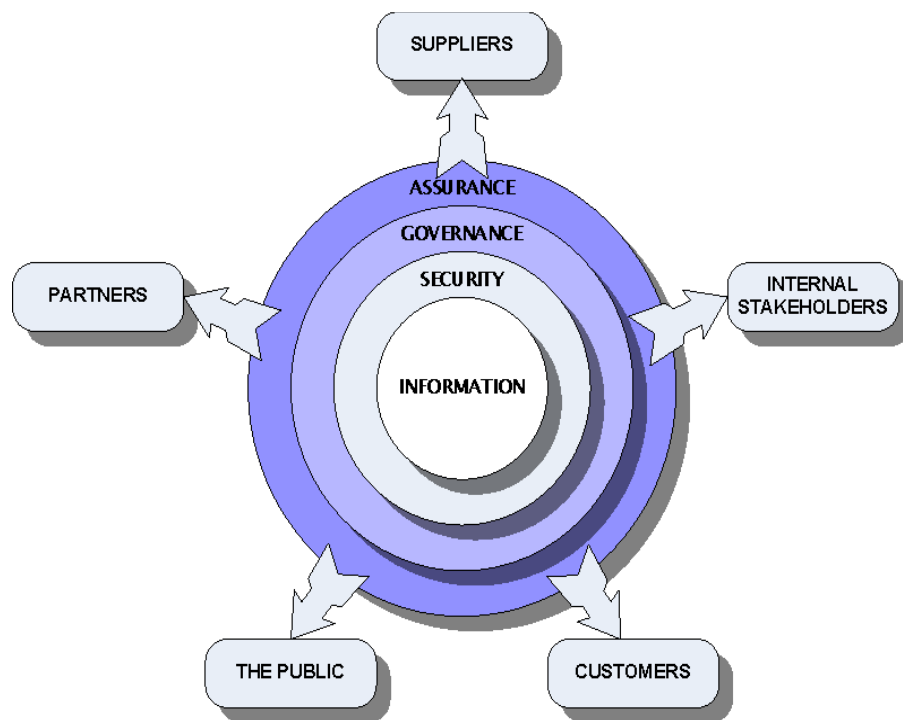 SUPPLIERS
ASSURANCE
GOVERNANCE
SECURITY
PARTNERS
INTERNAL
STAKEHOLDERS
INFORMATION
THE PUBLIC
CUSTOMERS